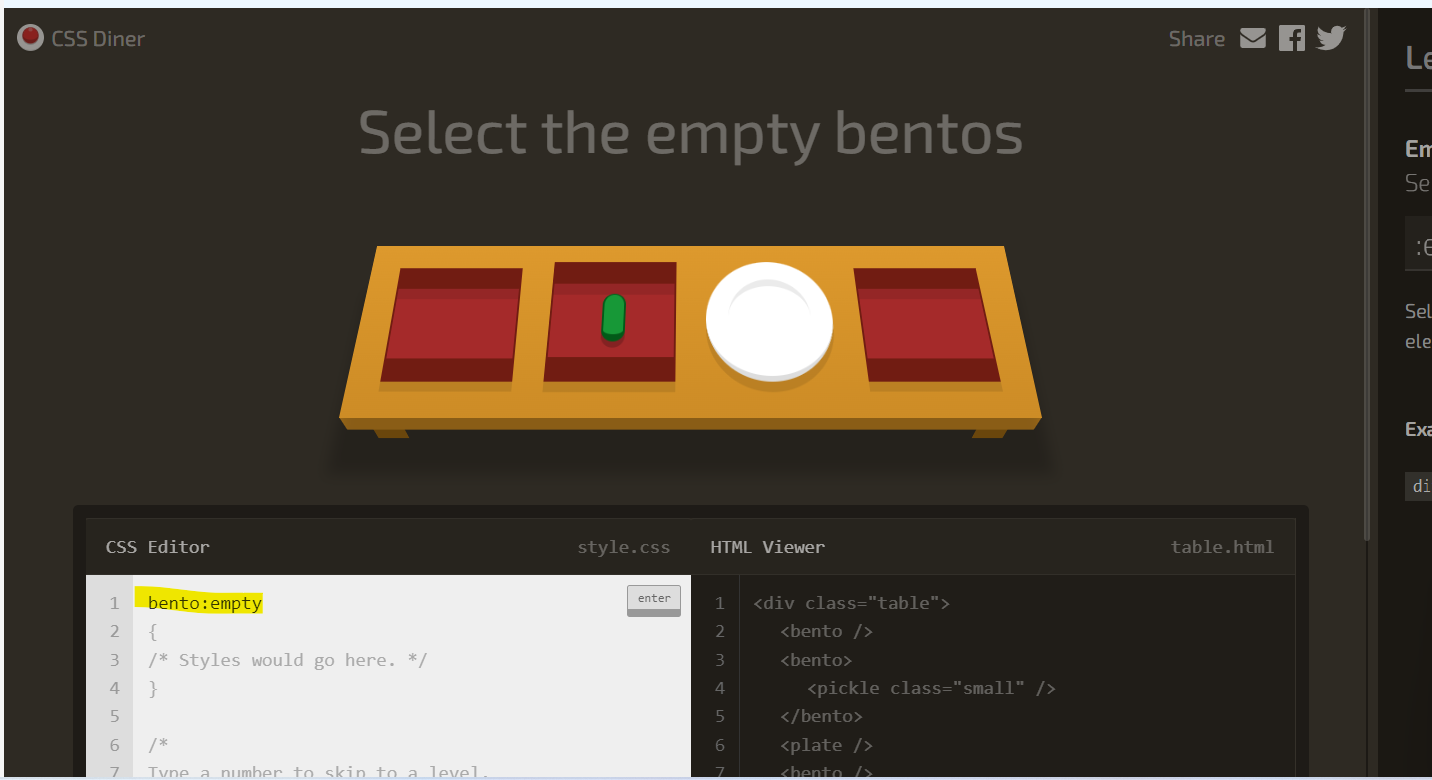 CSS Diner
Share
Select the empty bentos
CSS Editor style.css
1 bento:empty
enter
2 {
3 /* Styles would go here. */
4 }
5
6 /*
7 Type a number to skip to a level.
HTML Viewer table.html
1 <div class="table">
2 <bento />
3 <bento>
4 <pickle class="small" />
5 </bento>
6 <plate />
7 <bento />
Le
Em
Se
:e
Sel
ele
Exa
di